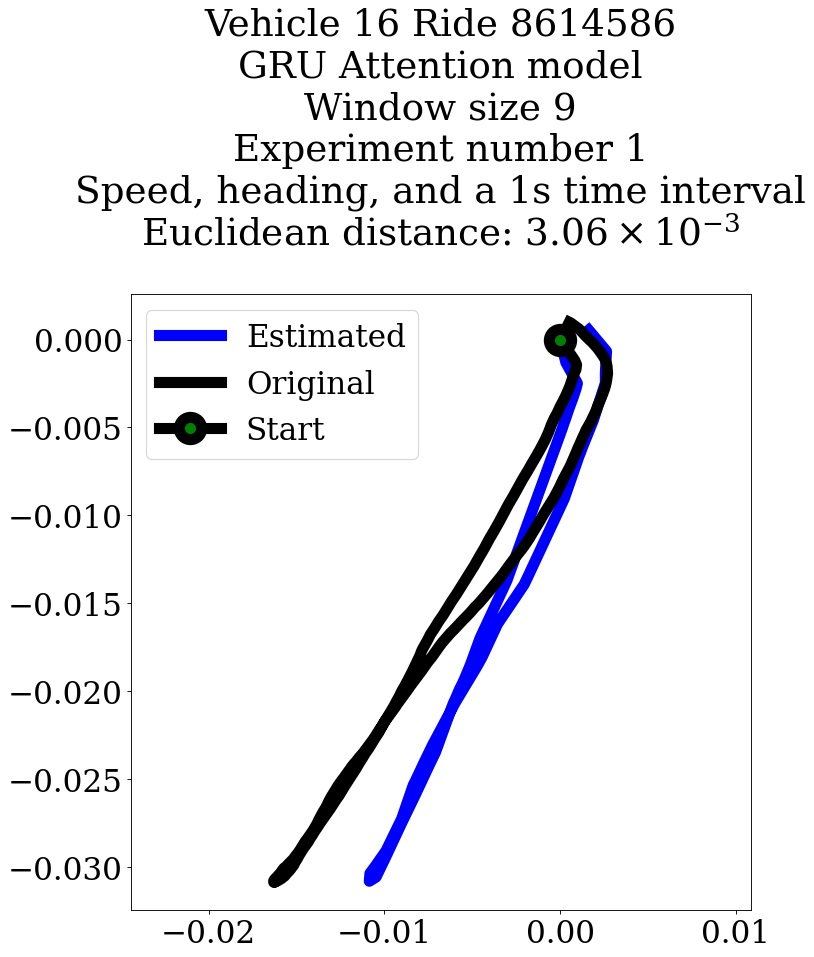 Vehicle 16 Ride 8614586
GRU Attention model
Window size 9
Experiment number 1
Speed, heading, and a 1s time interval
Euclidean distance: 3.06 × 10⁻³
Estimated
Original
Start
0.000
−0.005
−0.010
−0.015
−0.020
−0.025
−0.030
−0.02 −0.01 0.00 0.01